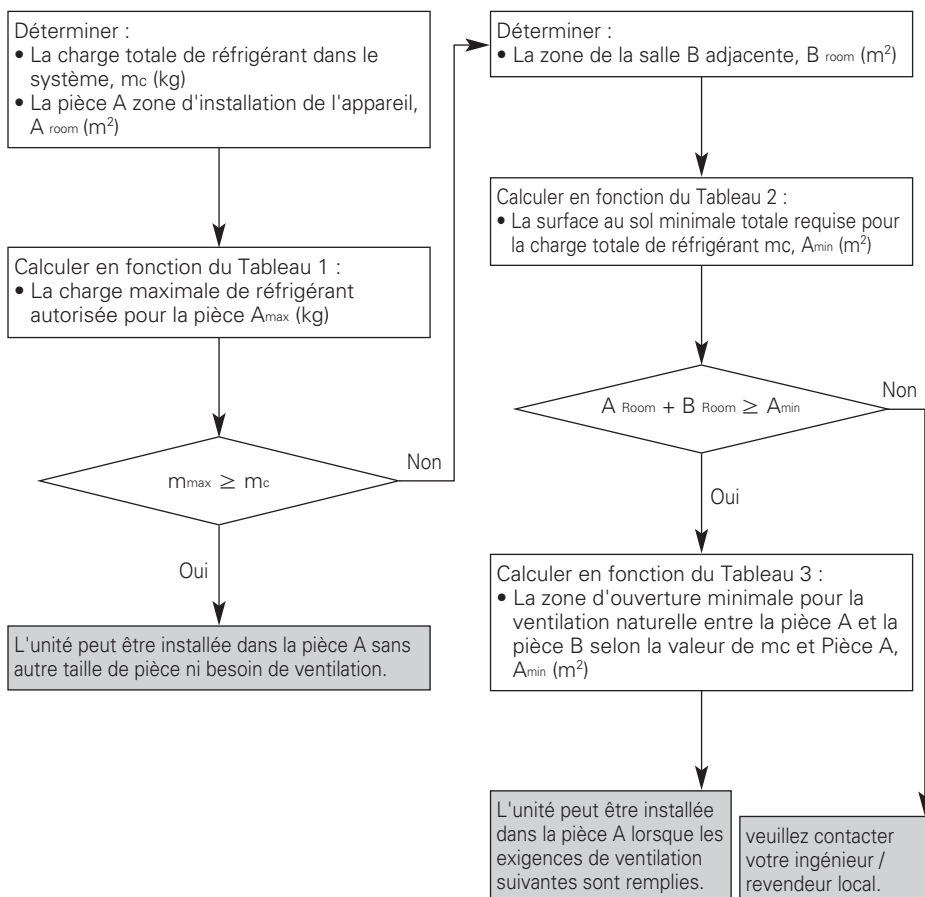 Déterminer :
• La charge totale de réfrigérant dans le
système, mc (kg)
• La pièce A zone d'installation de l'appareil,
A room (m²)
Calculer en fonction du Tableau 1 :
• La charge maximale de réfrigérant
autorisée pour la pièce Amax (kg)
mmax ≥ mc
Non
Oui
L'unité peut être installée dans la pièce A sans
autre taille de pièce ni besoin de ventilation.
Déterminer :
• La zone de la salle B adjacente, B room (m²)
Calculer en fonction du Tableau 2 :
• La surface au sol minimale totale requise pour
la charge totale de réfrigérant mc, Amin (m²)
A Room + B Room ≥ Amin
Non
Oui
Calculer en fonction du Tableau 3 :
• La zone d'ouverture minimale pour la
ventilation naturelle entre la pièce A et la
pièce B selon la valeur de mc et Pièce A,
Amin (m²)
L'unité peut être installée
dans la pièce A lorsque les
exigences de ventilation
suivantes sont remplies.
veuillez contacter
votre ingénieur /
revendeur local.